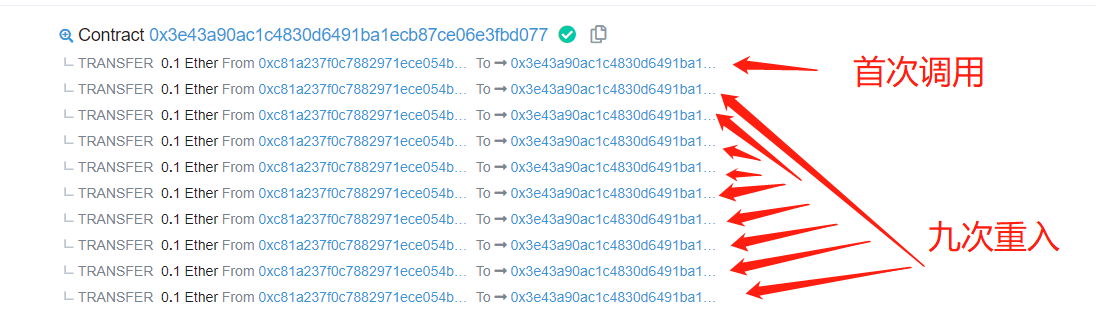 Contract 0x3e43a90ac1c4830d6491ba1ecb87ce06e3fbd077
TRANSFER 0.1 Ether From 0xc81a237f0c7882971ece054b... To → 0x3e43a90ac1c4830d6491ba1... 首次调用
TRANSFER 0.1 Ether From 0xc81a237f0c7882971ece054b... To → 0x3e43a90ac1c4830d6491ba1...
TRANSFER 0.1 Ether From 0xc81a237f0c7882971ece054b... To → 0x3e43a90ac1c4830d6491ba1...
TRANSFER 0.1 Ether From 0xc81a237f0c7882971ece054b... To → 0x3e43a90ac1c4830d6491ba1...
TRANSFER 0.1 Ether From 0xc81a237f0c7882971ece054b... To → 0x3e43a90ac1c4830d6491ba1...
TRANSFER 0.1 Ether From 0xc81a237f0c7882971ece054b... To → 0x3e43a90ac1c4830d6491ba1...
TRANSFER 0.1 Ether From 0xc81a237f0c7882971ece054b... To → 0x3e43a90ac1c4830d6491ba1...
TRANSFER 0.1 Ether From 0xc81a237f0c7882971ece054b... To → 0x3e43a90ac1c4830d6491ba1... 九次重入
TRANSFER 0.1 Ether From 0xc81a237f0c7882971ece054b... To → 0x3e43a90ac1c4830d6491ba1...
TRANSFER 0.1 Ether From 0xc81a237f0c7882971ece054b... To → 0x3e43a90ac1c4830d6491ba1...